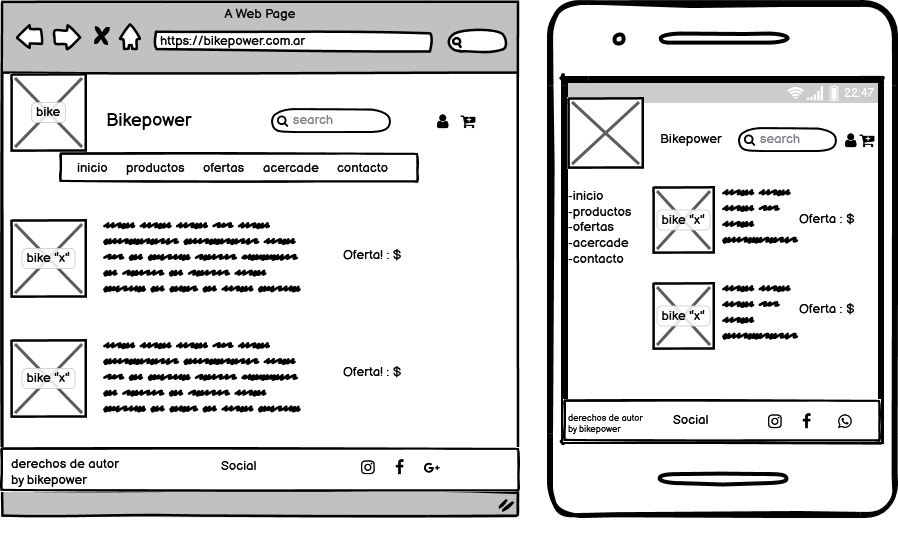 A Web Page
https://bikepower.com.ar
bike
Bikepower
search
inicio productos ofertas acercade contacto
bike "x"
Oferta! : $
bike "x"
Oferta! : $
derechos de autor
by bikepower
Social
G+
22:47
Bikepower
search
-inicio
-productos
-ofertas
-acercade
-contacto
bike "x"
Oferta : $
bike "x"
Oferta : $
derechos de autor
by bikepower
Social